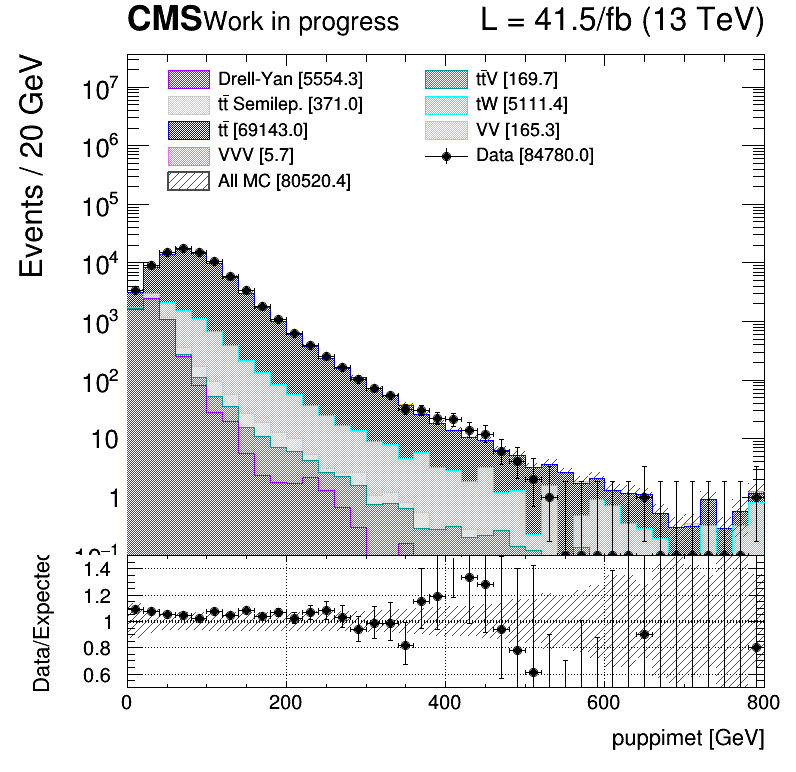 CMS Work in progress L = 41.5/fb (13 TeV)
Events / 20 GeV
Drell-Yan [5554.3]
tt̄ Semilep. [371.0]
tt̄ [69143.0]
VVV [5.7]
All MC [80520.4]
tt̄V [169.7]
tW [5111.4]
VV [165.3]
Data [84780.0]
10⁷
10⁶
10⁵
10⁴
10³
10²
10
1
10⁻¹
Data/Expected
1.4
1.2
1
0.8
0.6
0 200 400 600 800
puppimet [GeV]